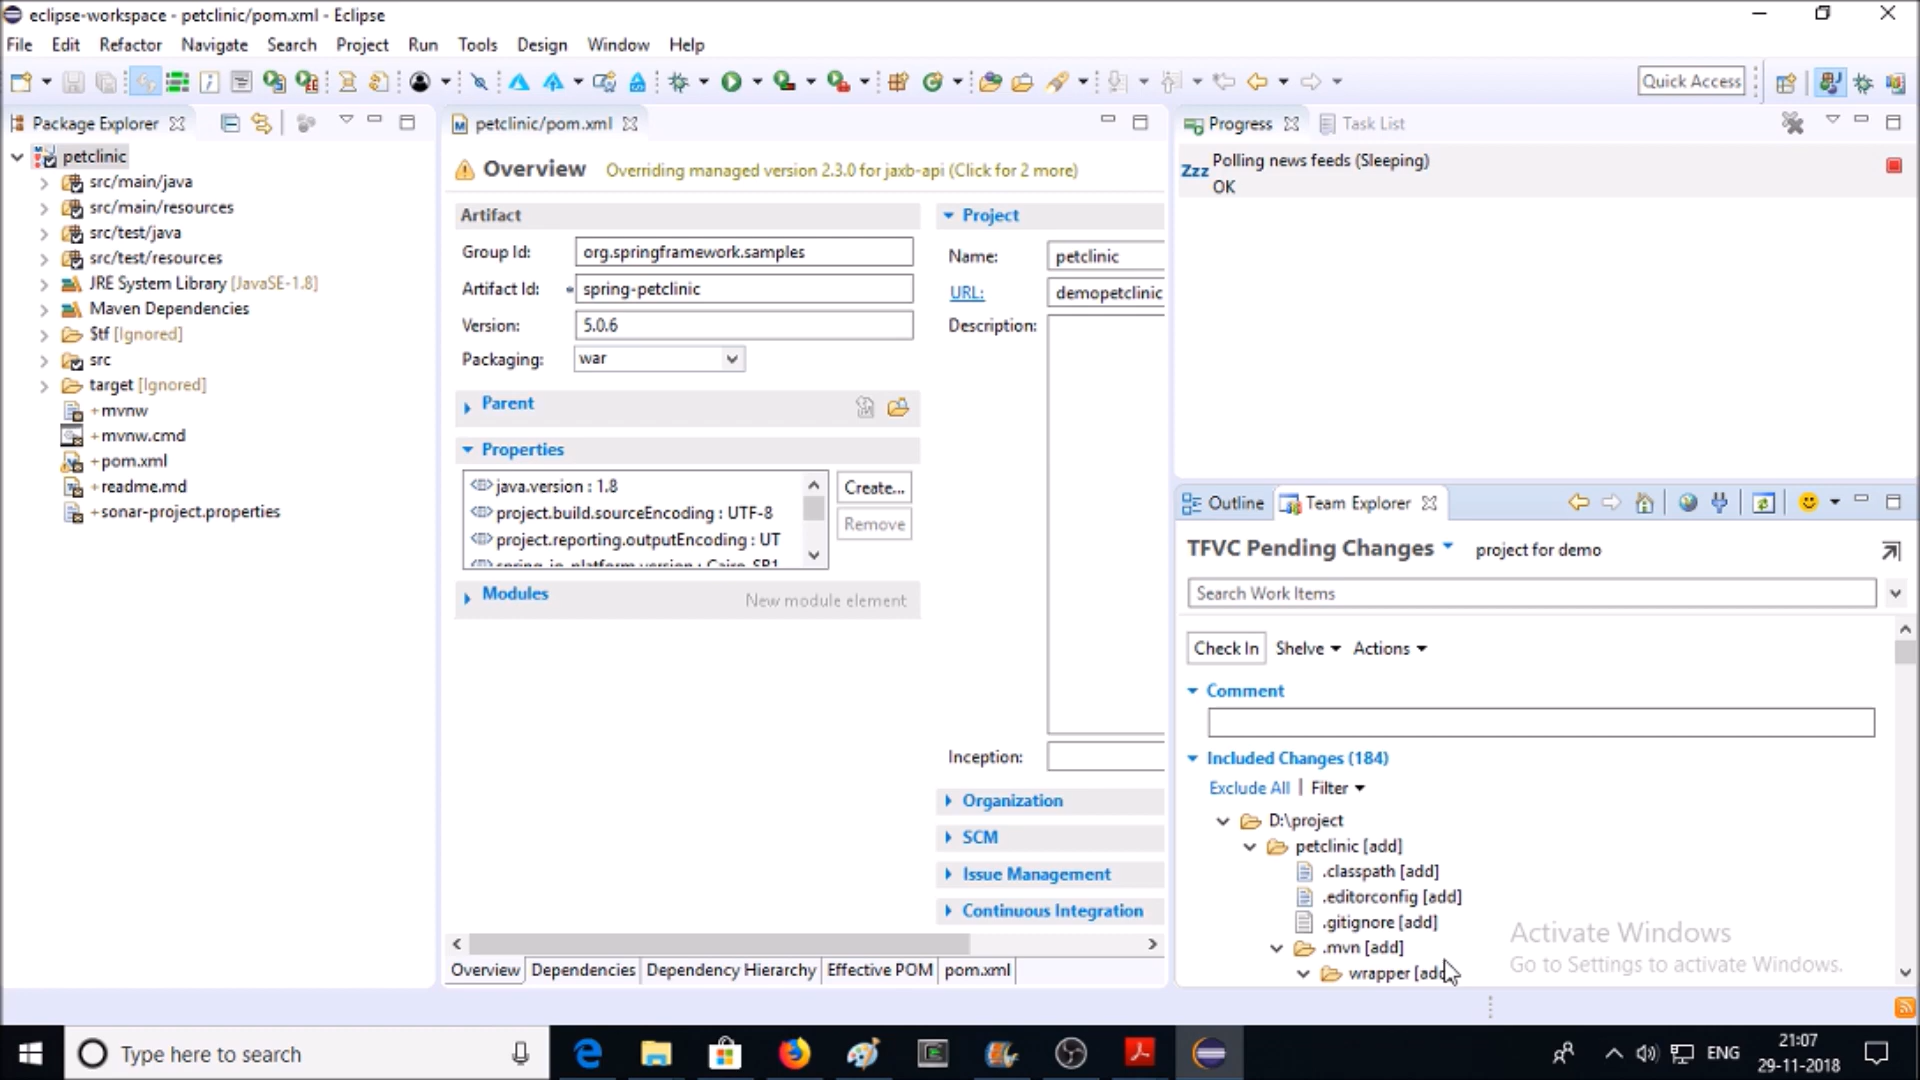 eclipse-workspace - petclinic/pom.xml - Eclipse
File Edit Refactor Navigate Search Project Run Tools Design Window Help
Quick Access
Package Explorer
petclinic
src/main/java
src/main/resources
src/test/java
src/test/resources
JRE System Library [JavaSE-1.8]
Maven Dependencies
$tf [Ignored]
src
target [Ignored]
+mvnw
+mvnw.cmd
+pom.xml
+readme.md
+sonar-project.properties
petclinic/pom.xml
Overview Overriding managed version 2.3.0 for jaxb-api (Click for 2 more)
Artifact
Group Id: org.springframework.samples
Artifact Id: spring-petclinic
Version: 5.0.6
Packaging: war
Parent
Properties
java.version : 1.8
project.build.sourceEncoding : UTF-8
project.reporting.outputEncoding : UT
Create...
Remove
Modules New module element
Project
Name: petclinic
URL: demopetclinic
Description:
Inception:
Organization
SCM
Issue Management
Continuous Integration
Overview Dependencies Dependency Hierarchy Effective POM pom.xml
Progress Task List
Zzz Polling news feeds (Sleeping)
OK
Outline Team Explorer
TFVC Pending Changes project for demo
Search Work Items
Check In Shelve Actions
Comment
Included Changes (184)
Exclude All | Filter
D:\project
petclinic [add]
.classpath [add]
.editorconfig [add]
.gitignore [add]
.mvn [add]
wrapper [add
Activate Windows
Go to Settings to activate Windows.
Type here to search
ENG
21:07
29-11-2018